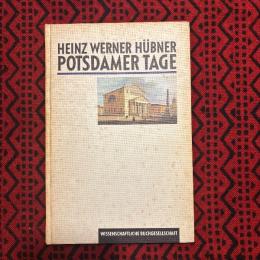 HEINZ WERNER HÜBNER
POTSDAMER TAGE
WISSENSCHAFTLICHE BUCHGESELLSCHAFT